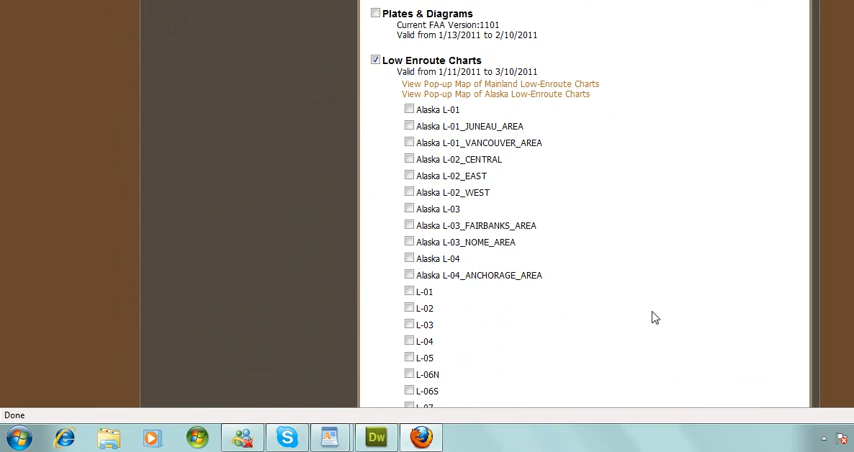 Plates & Diagrams
Current FAA Version:1101
Valid from 1/13/2011 to 2/10/2011
Low Enroute Charts
Valid from 1/11/2011 to 3/10/2011
View Pop-up Map of Mainland Low-Enroute Charts
View Pop-up Map of Alaska Low-Enroute Charts
Alaska L-01
Alaska L-01_JUNEAU_AREA
Alaska L-01_VANCOUVER_AREA
Alaska L-02_CENTRAL
Alaska L-02_EAST
Alaska L-02_WEST
Alaska L-03
Alaska L-03_FAIRBANKS_AREA
Alaska L-03_NOME_AREA
Alaska L-04
Alaska L-04_ANCHORAGE_AREA
L-01
L-02
L-03
L-04
L-05
L-06N
L-06S
L-07
Done
Dw